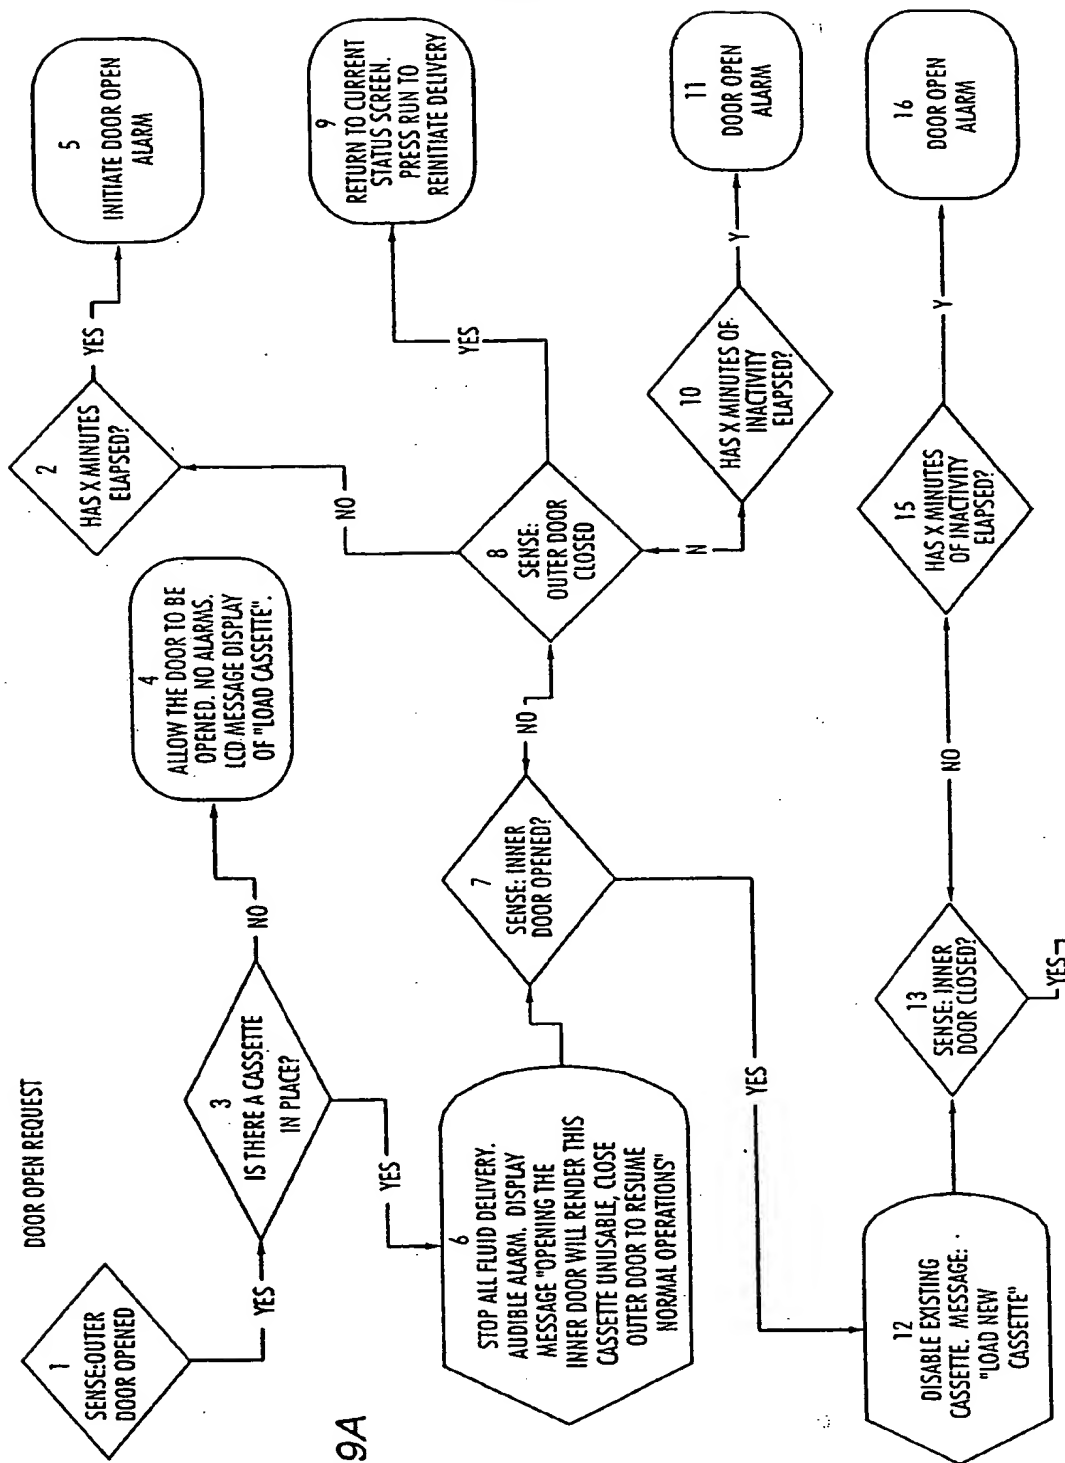 DOOR OPEN REQUEST
1
SENSE:OUTER
DOOR OPENED
YES
3
IS THERE A CASSETTE
IN PLACE?
NO
4
ALLOW THE DOOR TO BE
OPENED. NO ALARMS.
LCD MESSAGE DISPLAY
OF "LOAD CASSETTE".
2
HAS X MINUTES
ELAPSED?
YES
5
INITIATE DOOR OPEN
ALARM
YES
6
STOP ALL FLUID DELIVERY.
AUDIBLE ALARM. DISPLAY
MESSAGE "OPENING THE
INNER DOOR WILL RENDER THIS
CASSETTE UNUSABLE, CLOSE
OUTER DOOR TO RESUME
NORMAL OPERATIONS"
7
SENSE: INNER
DOOR OPENED?
NO
8
SENSE:
OUTER DOOR
CLOSED
NO
YES
9
RETURN TO CURRENT
STATUS SCREEN.
PRESS RUN TO
REINITIATE DELIVERY
N
10
HAS X MINUTES OF
INACTIVITY
ELAPSED?
Y
11
DOOR OPEN
ALARM
YES
12
DISABLE EXISTING
CASSETTE. MESSAGE:
"LOAD NEW
CASSETTE"
13
SENSE: INNER
DOOR CLOSED?
YES
NO
15
HAS X MINUTES
OF INACTIVITY
ELAPSED?
Y
16
DOOR OPEN
ALARM
9A